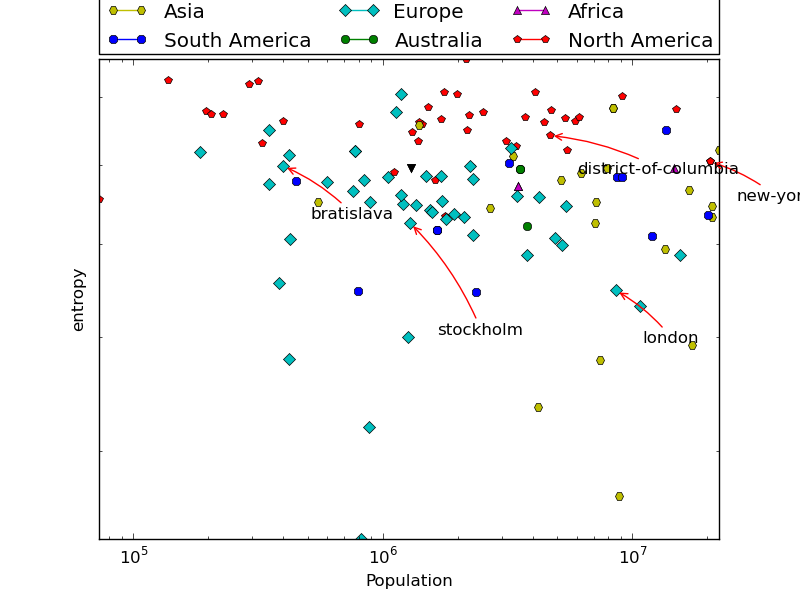 Asia Europe Africa
South America Australia North America
district-of-columbia
new-yor
bratislava
stockholm
london
entropy
10^5 10^6 10^7
Population